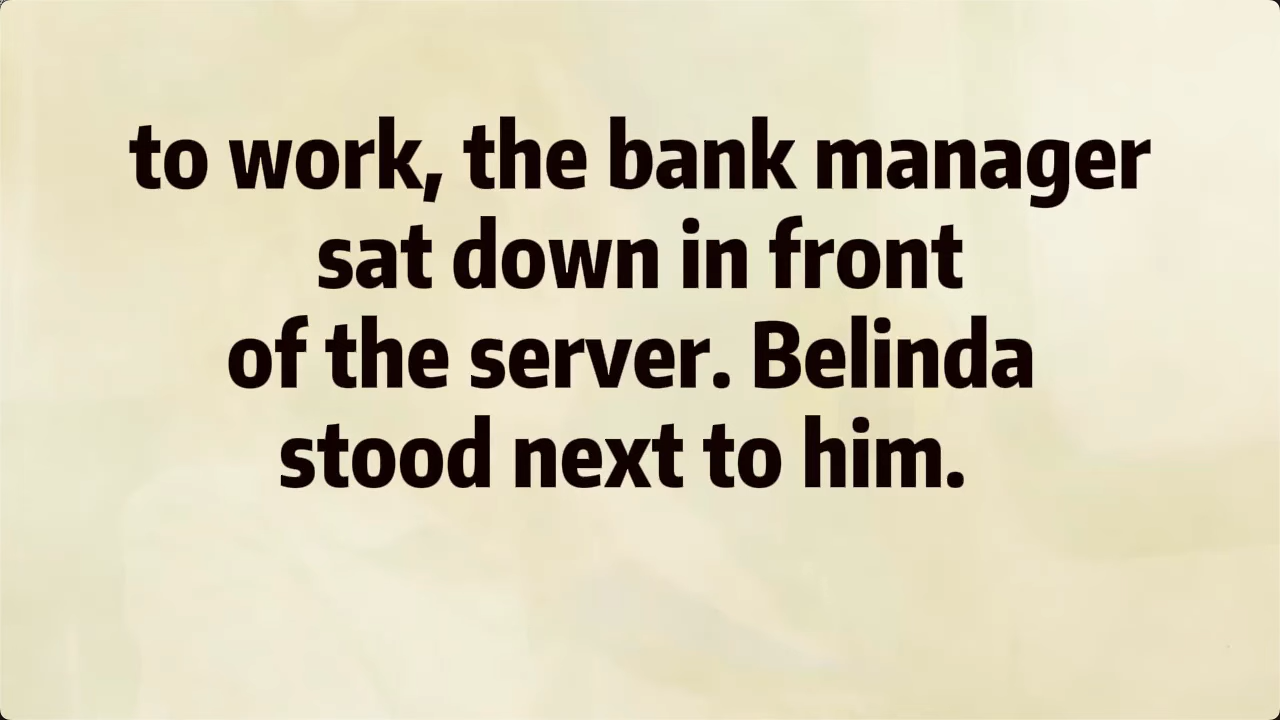 to work, the bank manager
sat down in front
of the server. Belinda
stood next to him.